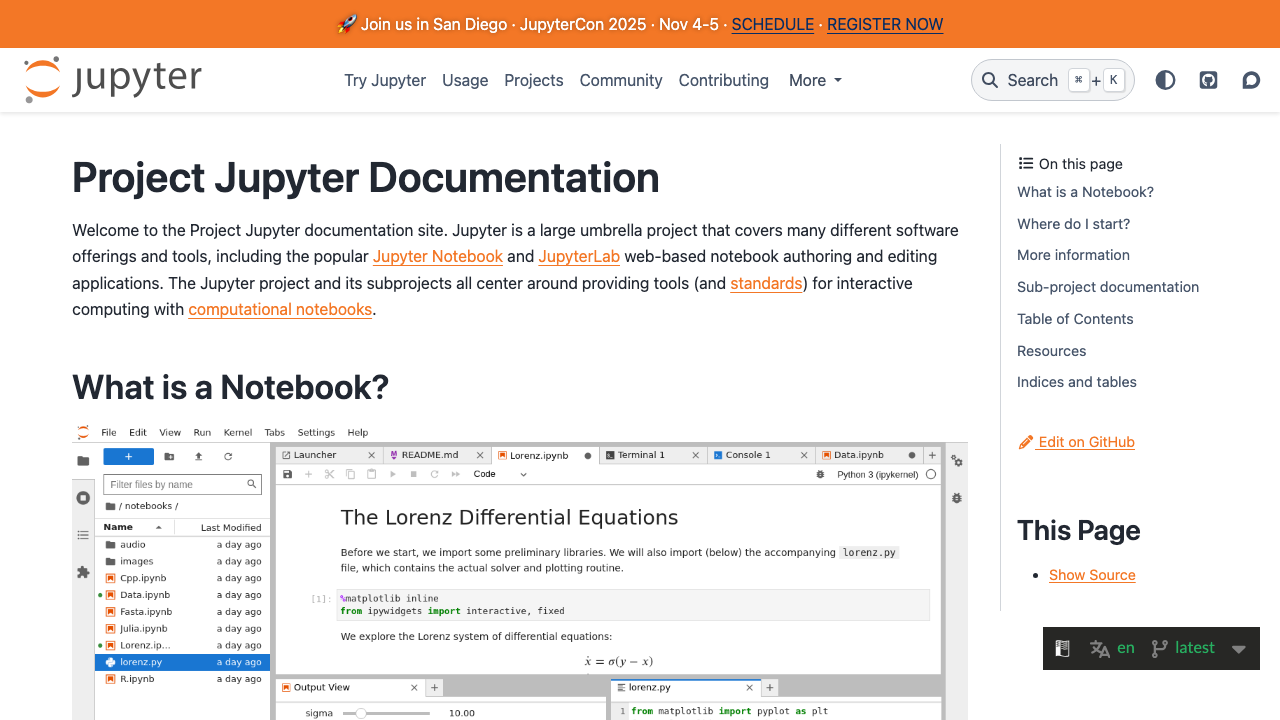 🚀 Join us in San Diego · JupyterCon 2025 · Nov 4-5 · SCHEDULE · REGISTER NOW
jupyter
Try Jupyter Usage Projects Community Contributing More
Search ⌘ + K
Project Jupyter Documentation
Welcome to the Project Jupyter documentation site. Jupyter is a large umbrella project that covers many different software
offerings and tools, including the popular Jupyter Notebook and JupyterLab web-based notebook authoring and editing
applications. The Jupyter project and its subprojects all center around providing tools (and standards) for interactive
computing with computational notebooks.
What is a Notebook?
File Edit View Run Kernel Tabs Settings Help
+
Filter files by name
/ notebooks /
Name Last Modified
audio a day ago
images a day ago
Cpp.ipynb a day ago
Data.ipynb a day ago
Fasta.ipynb a day ago
Julia.ipynb a day ago
Lorenz.ip... a day ago
lorenz.py a day ago
R.ipynb a day ago
Launcher README.md Lorenz.ipynb Terminal 1 Console 1 Data.ipynb +
Code Python 3 (ipykernel)
The Lorenz Differential Equations
Before we start, we import some preliminary libraries. We will also import (below) the accompanying lorenz.py
file, which contains the actual solver and plotting routine.
[1]: %matplotlib inline
from ipywidgets import interactive, fixed
We explore the Lorenz system of differential equations:
ẋ = σ(y − x)
Output View +
sigma 10.00
lorenz.py +
1 from matplotlib import pyplot as plt
On this page
What is a Notebook?
Where do I start?
More information
Sub-project documentation
Table of Contents
Resources
Indices and tables
Edit on GitHub
This Page
• Show Source
en latest